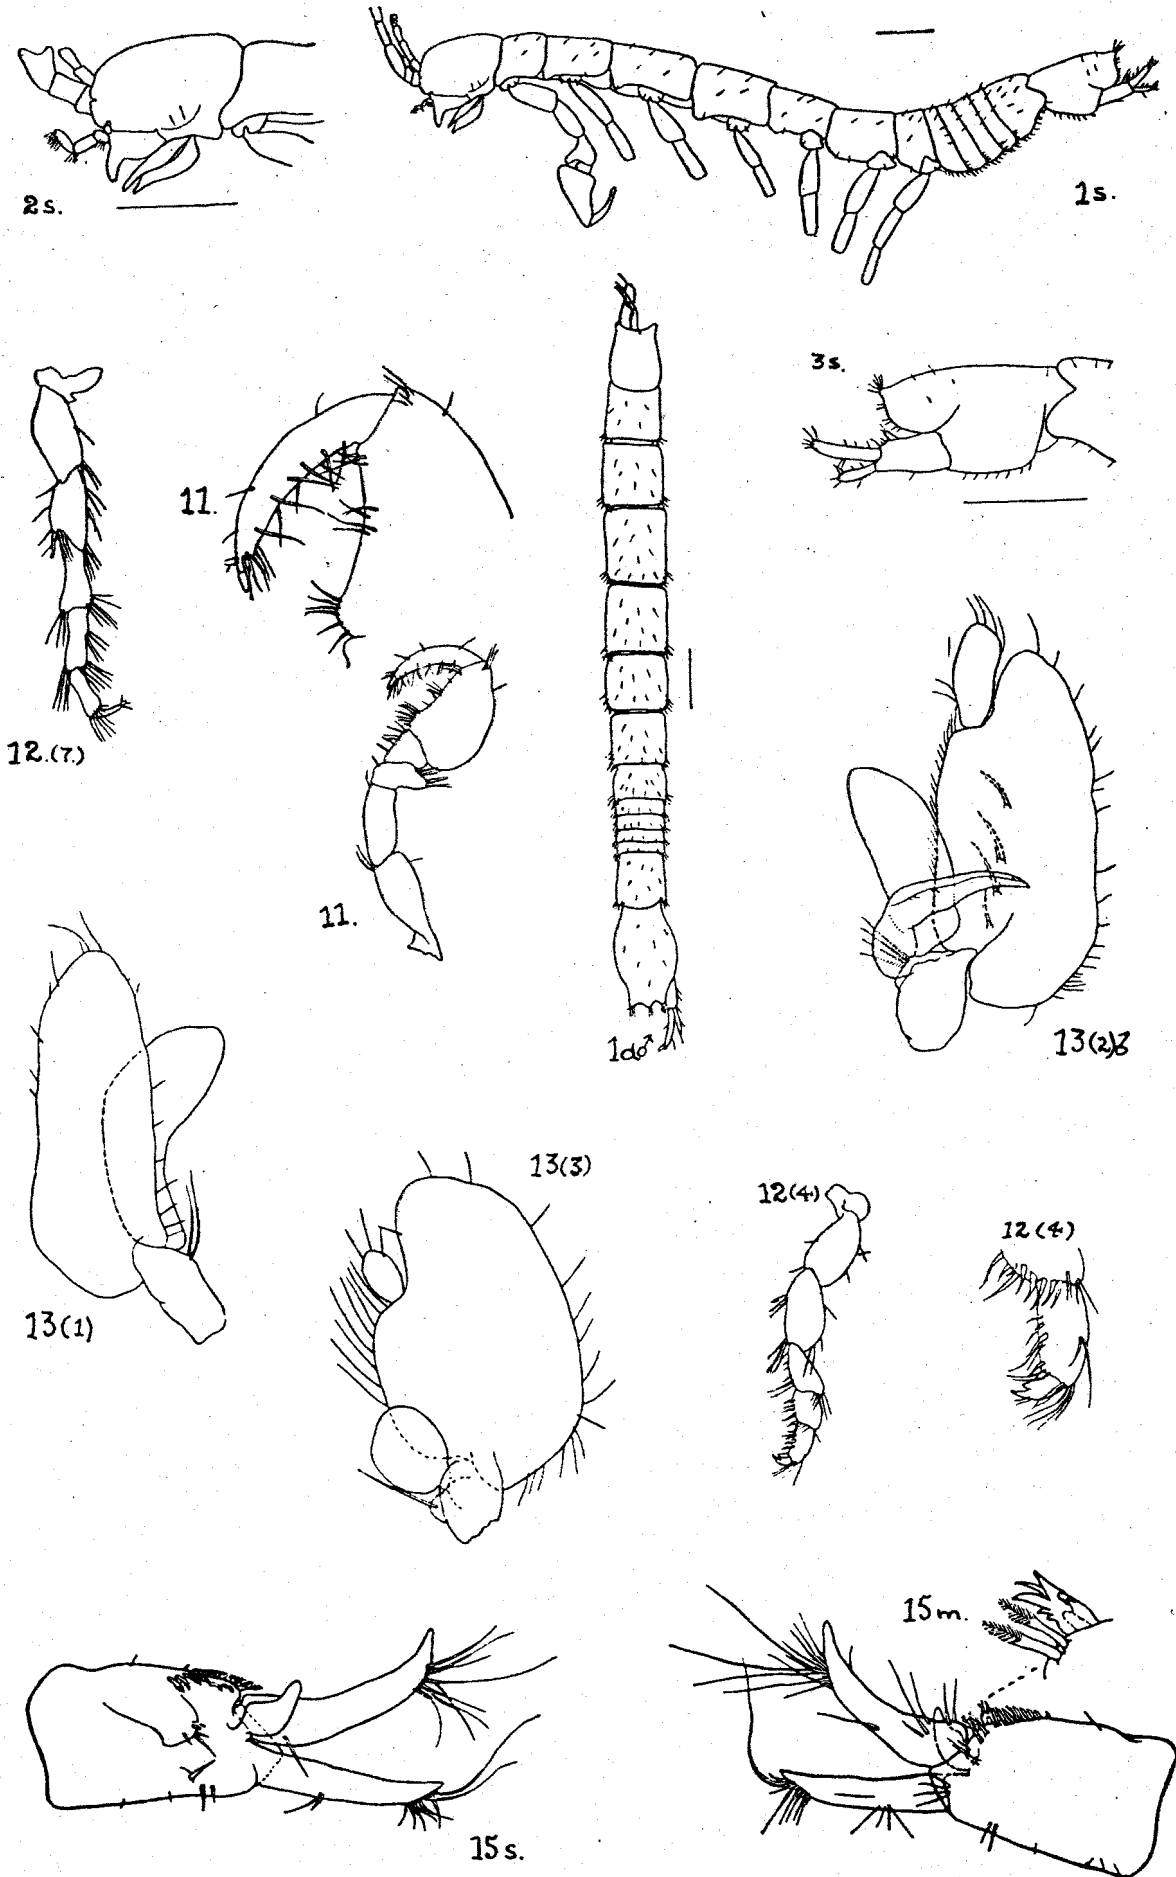 2s.
1s.
3s.
12.(7.)
11.
11.
1d♂
13(2)♂
13(1)
13(3)
12(4)
12(4)
15m.
15s.